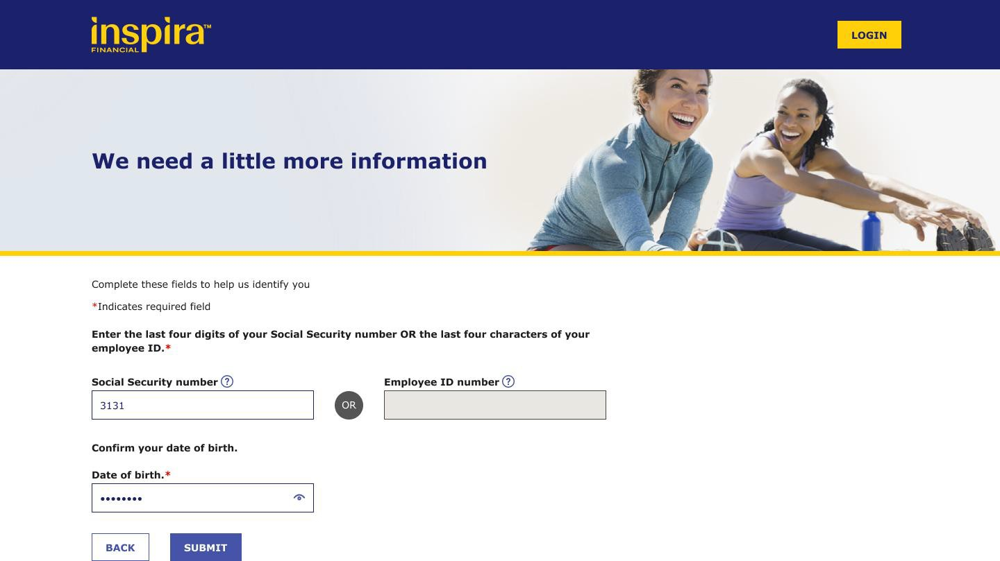 inspira™
FINANCIAL
LOGIN
We need a little more information
Complete these fields to help us identify you
*Indicates required field
Enter the last four digits of your Social Security number OR the last four characters of your
employee ID.*
Social Security number ?
Employee ID number ?
3131
OR
Confirm your date of birth.
Date of birth.*
••••••••
BACK
SUBMIT